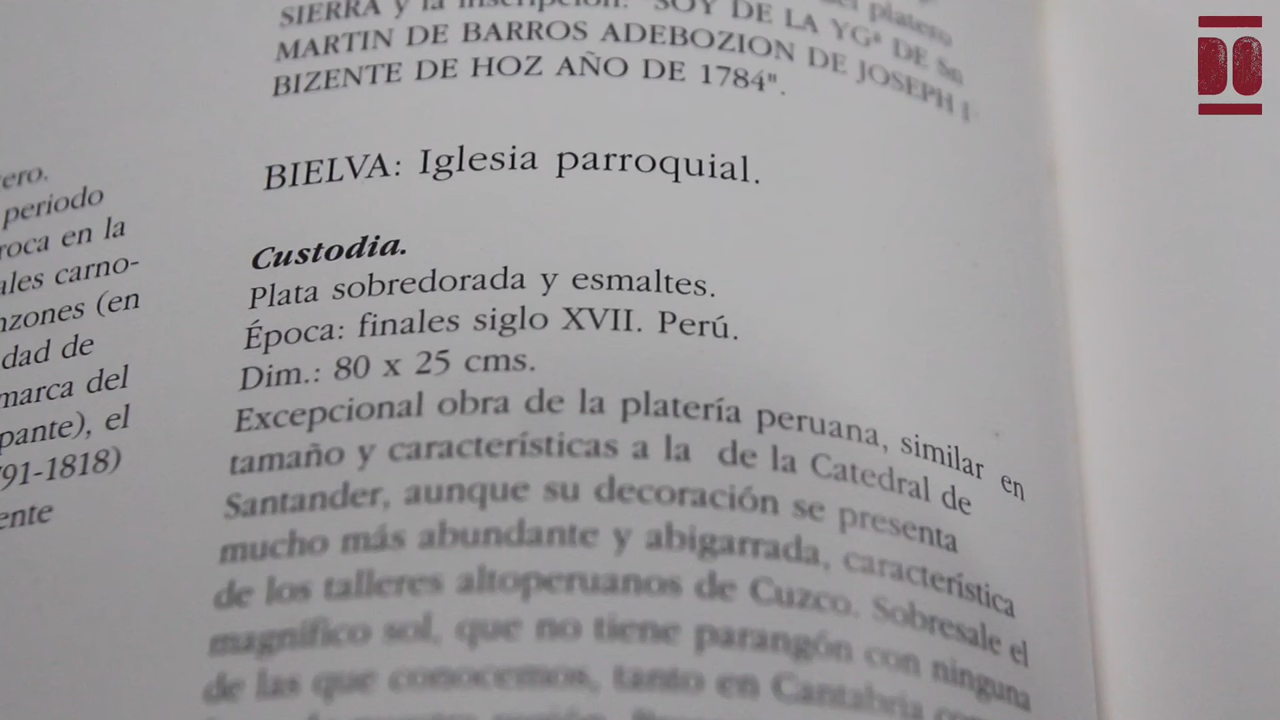 platero
SIERRA y la inscripción: "SOY DE LA YGª DE Sn
MARTIN DE BARROS ADEBOZION DE JOSEPH
BIZENTE DE HOZ AÑO DE 1784".
BIELVA: Iglesia parroquial.
Custodia.
Plata sobredorada y esmaltes.
Época: finales siglo XVII. Perú.
Dim.: 80 x 25 cms.
Excepcional obra de la platería peruana, similar en
tamaño y características a la de la Catedral de
Santander, aunque su decoración se presenta
mucho más abundante y abigarrada, característica
de los talleres altoperuanos de Cuzco. Sobresale el
magnífico sol, que no tiene parangón con ninguna
de las que conocemos, tanto en Cantabria
ero.
periodo
roca en la
ales carno-
nzones (en
dad de
marca del
pante), el
91-1818)
ente
DO